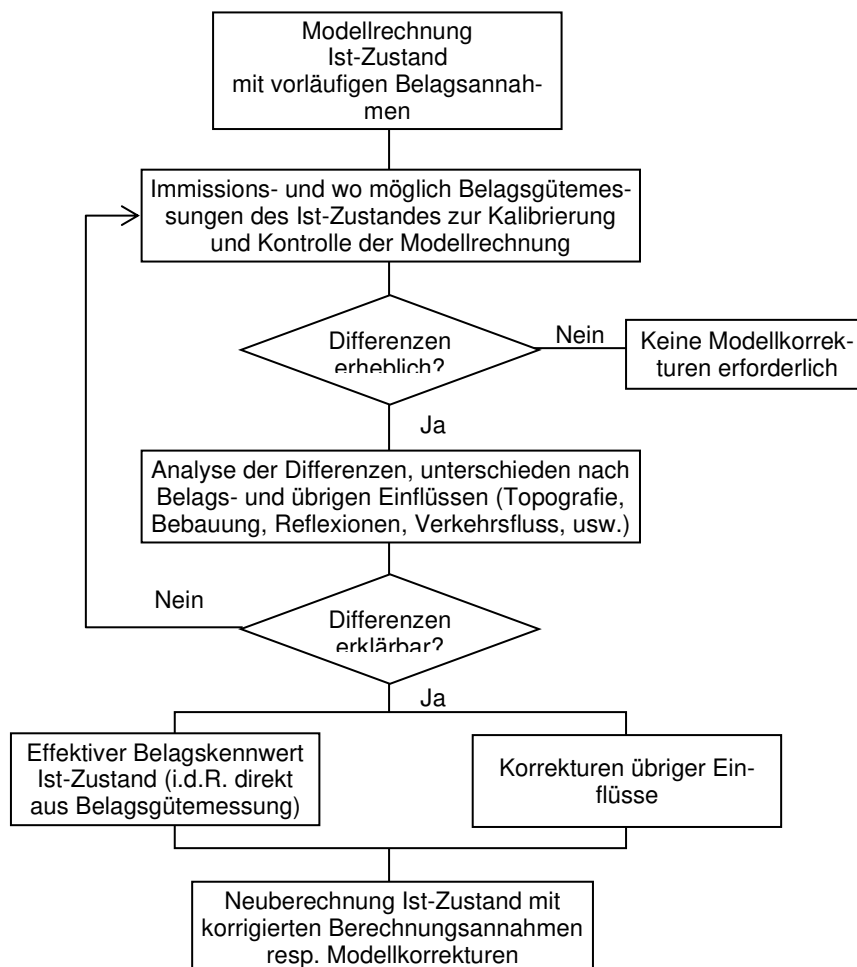 Modellrechnung
Ist-Zustand
mit vorläufigen Belagsannah-
men
Immissions- und wo möglich Belagsgütemes-
sungen des Ist-Zustandes zur Kalibrierung
und Kontrolle der Modellrechnung
Differenzen
erheblich?
Nein
Keine Modellkorrek-
turen erforderlich
Ja
Analyse der Differenzen, unterschieden nach
Belags- und übrigen Einflüssen (Topografie,
Bebauung, Reflexionen, Verkehrsfluss, usw.)
Nein
Differenzen
erklärbar?
Ja
Effektiver Belagskennwert
Ist-Zustand (i.d.R. direkt
aus Belagsgütemessung)
Korrekturen übriger Ein-
flüsse
Neuberechnung Ist-Zustand mit
korrigierten Berechnungsannahmen
resp. Modellkorrekturen